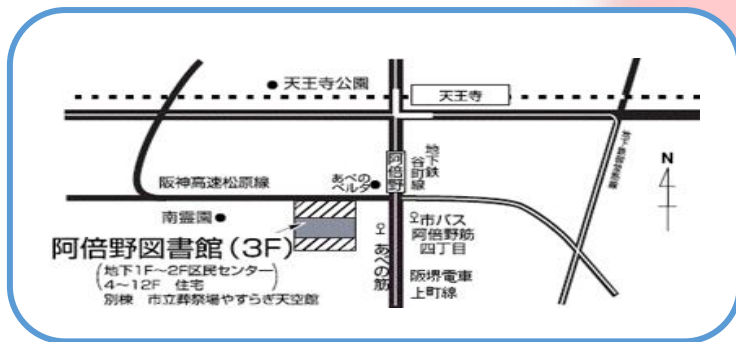 ● 天王寺公園
天王寺
地下鉄
谷町線
阿倍野
あべの
ベルタ
阪神高速松原線
N
南霊園 ●
市バス
阿倍野筋
四丁目
阿倍野図書館(3F)
あべの筋
地下1F~2F区民センター
4~12F 住宅
別棟 市立葬祭場やすらぎ天空館
阪堺電車
上町線